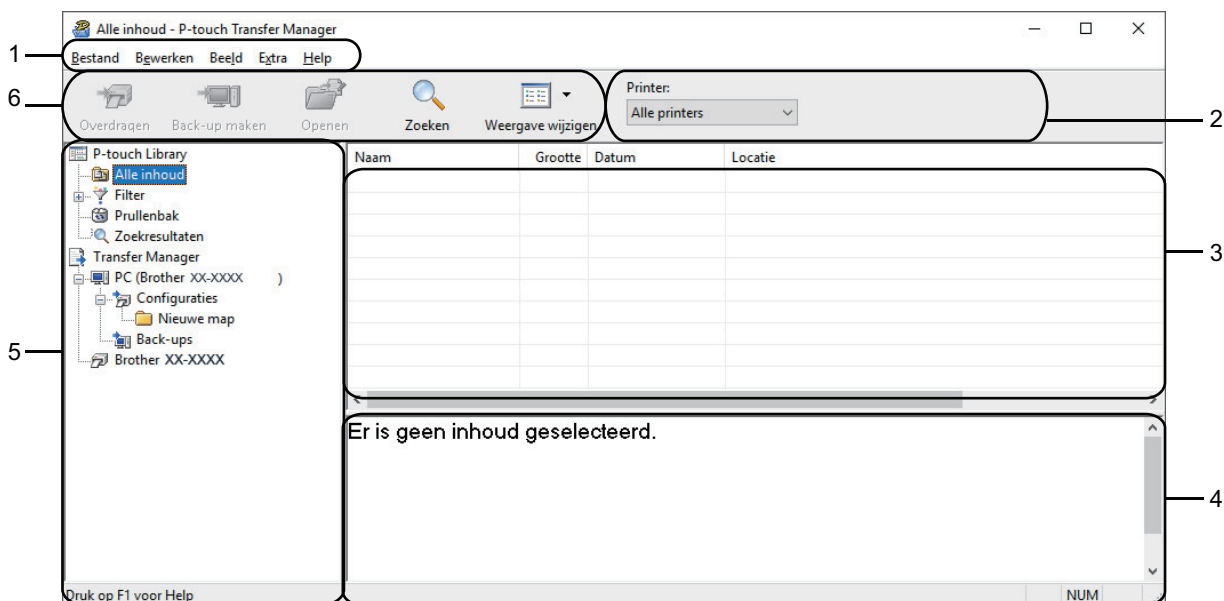 Alle inhoud - P-touch Transfer Manager
1
Bestand Bewerken Beeld Extra Help
6
Overdragen Back-up maken Openen Zoeken Weergave wijzigen
Printer:
Alle printers
2
P-touch Library
Alle inhoud
Filter
Prullenbak
Zoekresultaten
Transfer Manager
PC (Brother XX-XXXX )
Configuraties
Nieuwe map
Back-ups
Brother XX-XXXX
5
Naam Grootte Datum Locatie
3
Er is geen inhoud geselecteerd.
4
Druk op F1 voor Help
NUM